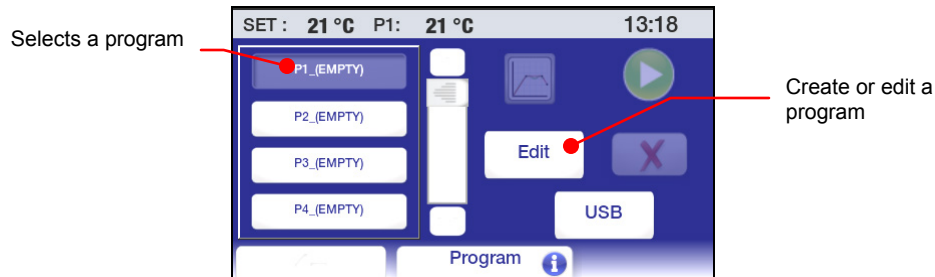 SET : 21 °C P1: 21 °C 13:18
Selects a program
P1_(EMPTY)
Create or edit a
program
P2_(EMPTY)
Edit
X
P3_(EMPTY)
P4_(EMPTY)
USB
Program i